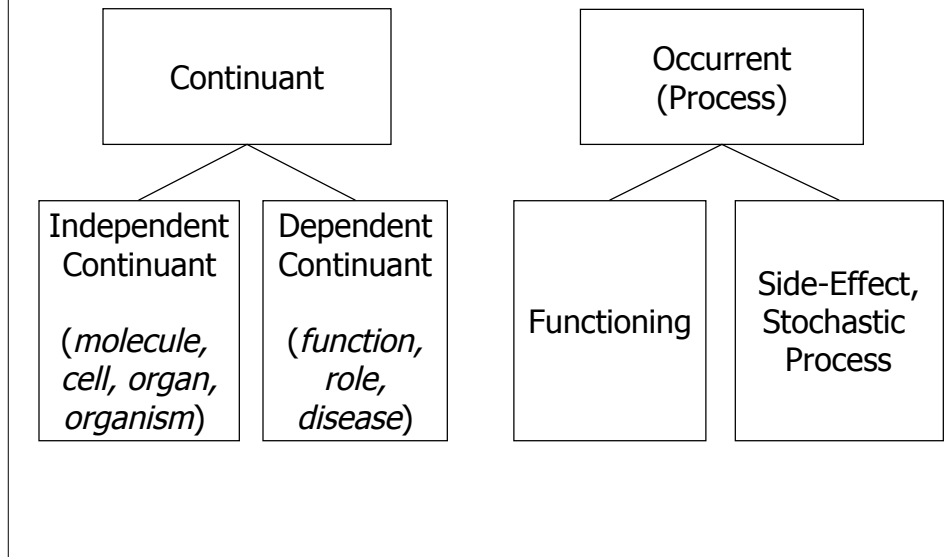 Continuant
Occurrent
(Process)
Independent
Continuant
(molecule,
cell, organ,
organism)
Dependent
Continuant
(function,
role,
disease)
Functioning
Side-Effect,
Stochastic
Process